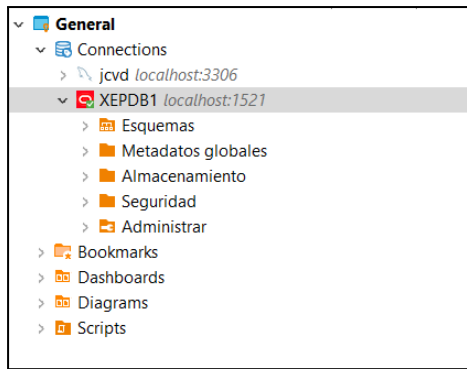 General
Connections
jcvd localhost:3306
XEPDB1 localhost:1521
Esquemas
Metadatos globales
Almacenamiento
Seguridad
Administrar
Bookmarks
Dashboards
Diagrams
Scripts